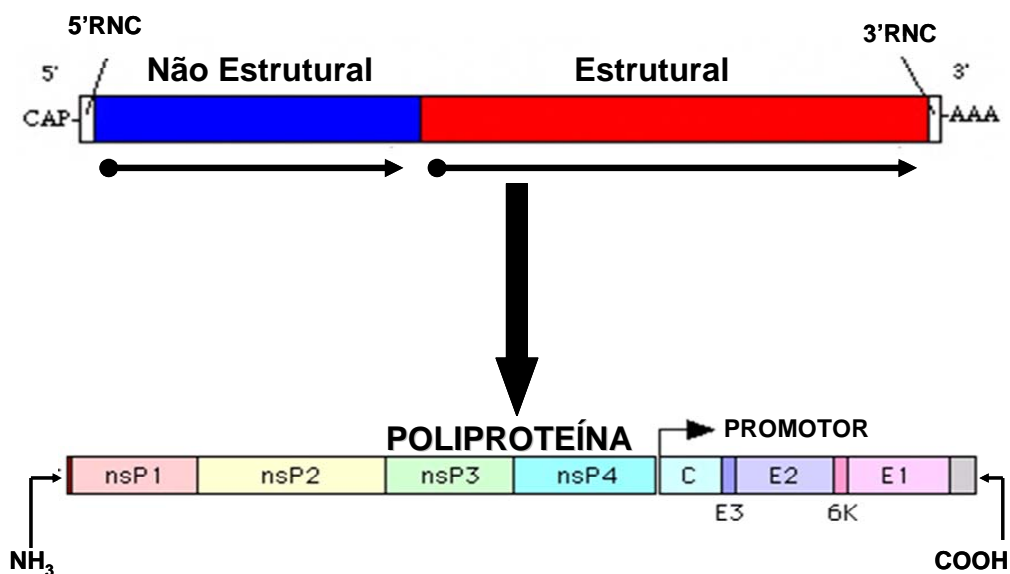 5'RNC
3'RNC
5' Não Estrutural Estrutural 3'
CAP -AAA
POLIPROTEÍNA PROMOTOR
nsP1 nsP2 nsP3 nsP4 C E2 E1
E3 6K
NH₃ COOH